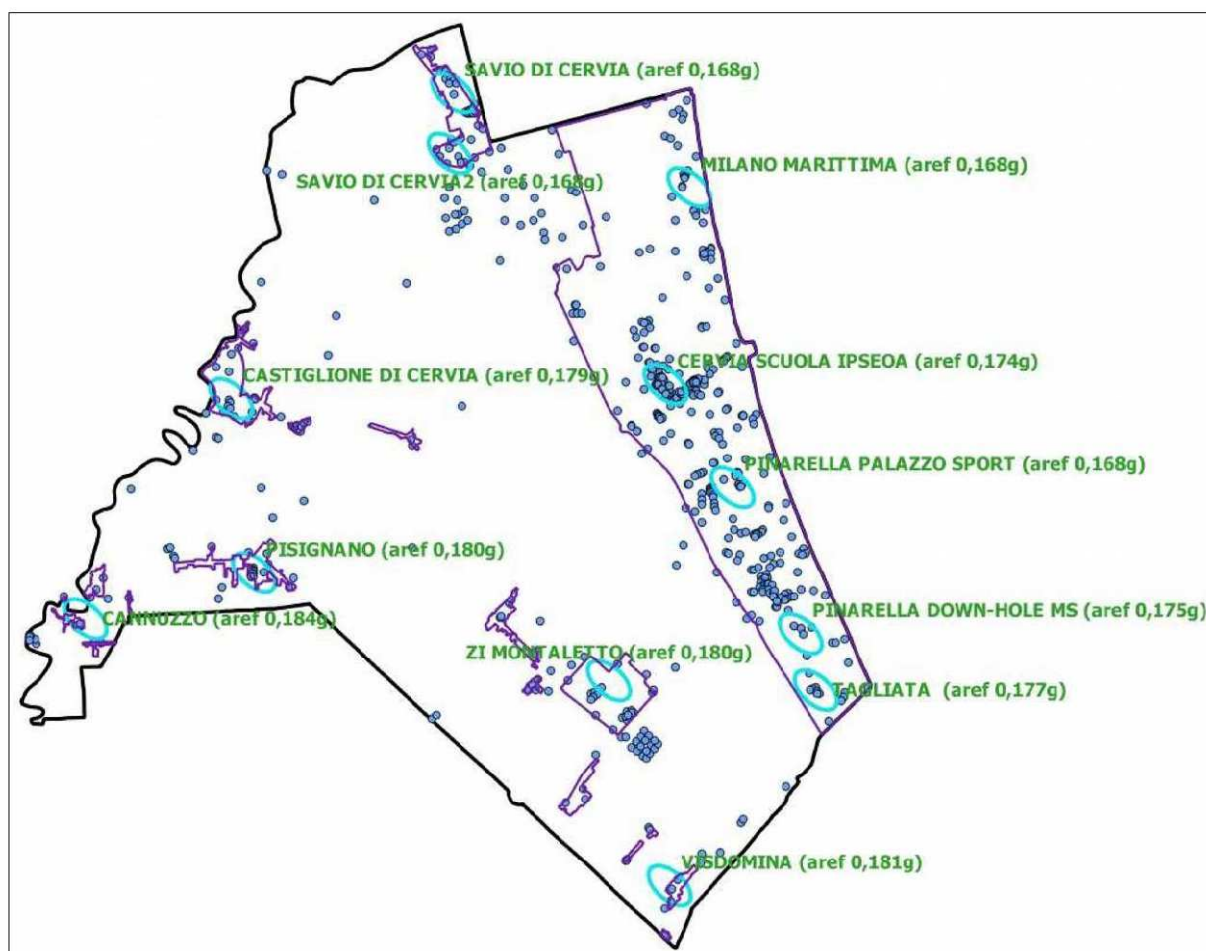 SAVIO DI CERVIA (aref 0,168g)
MILANO MARITTIMA (aref 0,168g)
SAVIO DI CERVIA2 (aref 0,168g)
CERVIA SCUOLA IPSEOA (aref 0,174g)
CASTIGLIONE DI CERVIA (aref 0,179g)
PINARELLA PALAZZO SPORT (aref 0,168g)
PISIGNANO (aref 0,180g)
CANNUZZO (aref 0,184g)
PINARELLA DOWN-HOLE MS (aref 0,175g)
ZI MONTALETTO (aref 0,180g)
TAGLIATA (aref 0,177g)
VISDOMINA (aref 0,181g)